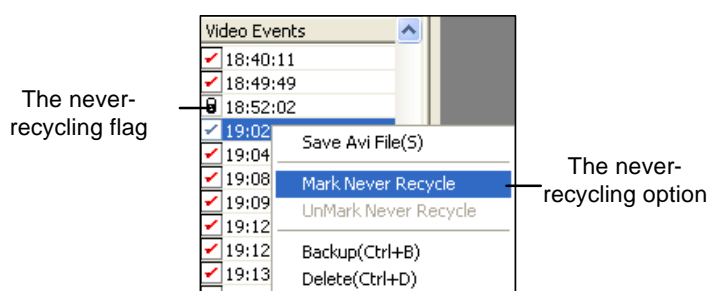 Video Events
18:40:11
18:49:49
18:52:02
19:02
19:04
19:08
19:09
19:12
19:12
19:13
Save Avi File(S)
Mark Never Recycle
UnMark Never Recycle
Backup(Ctrl+B)
Delete(Ctrl+D)
The never-
recycling flag
The never-
recycling option